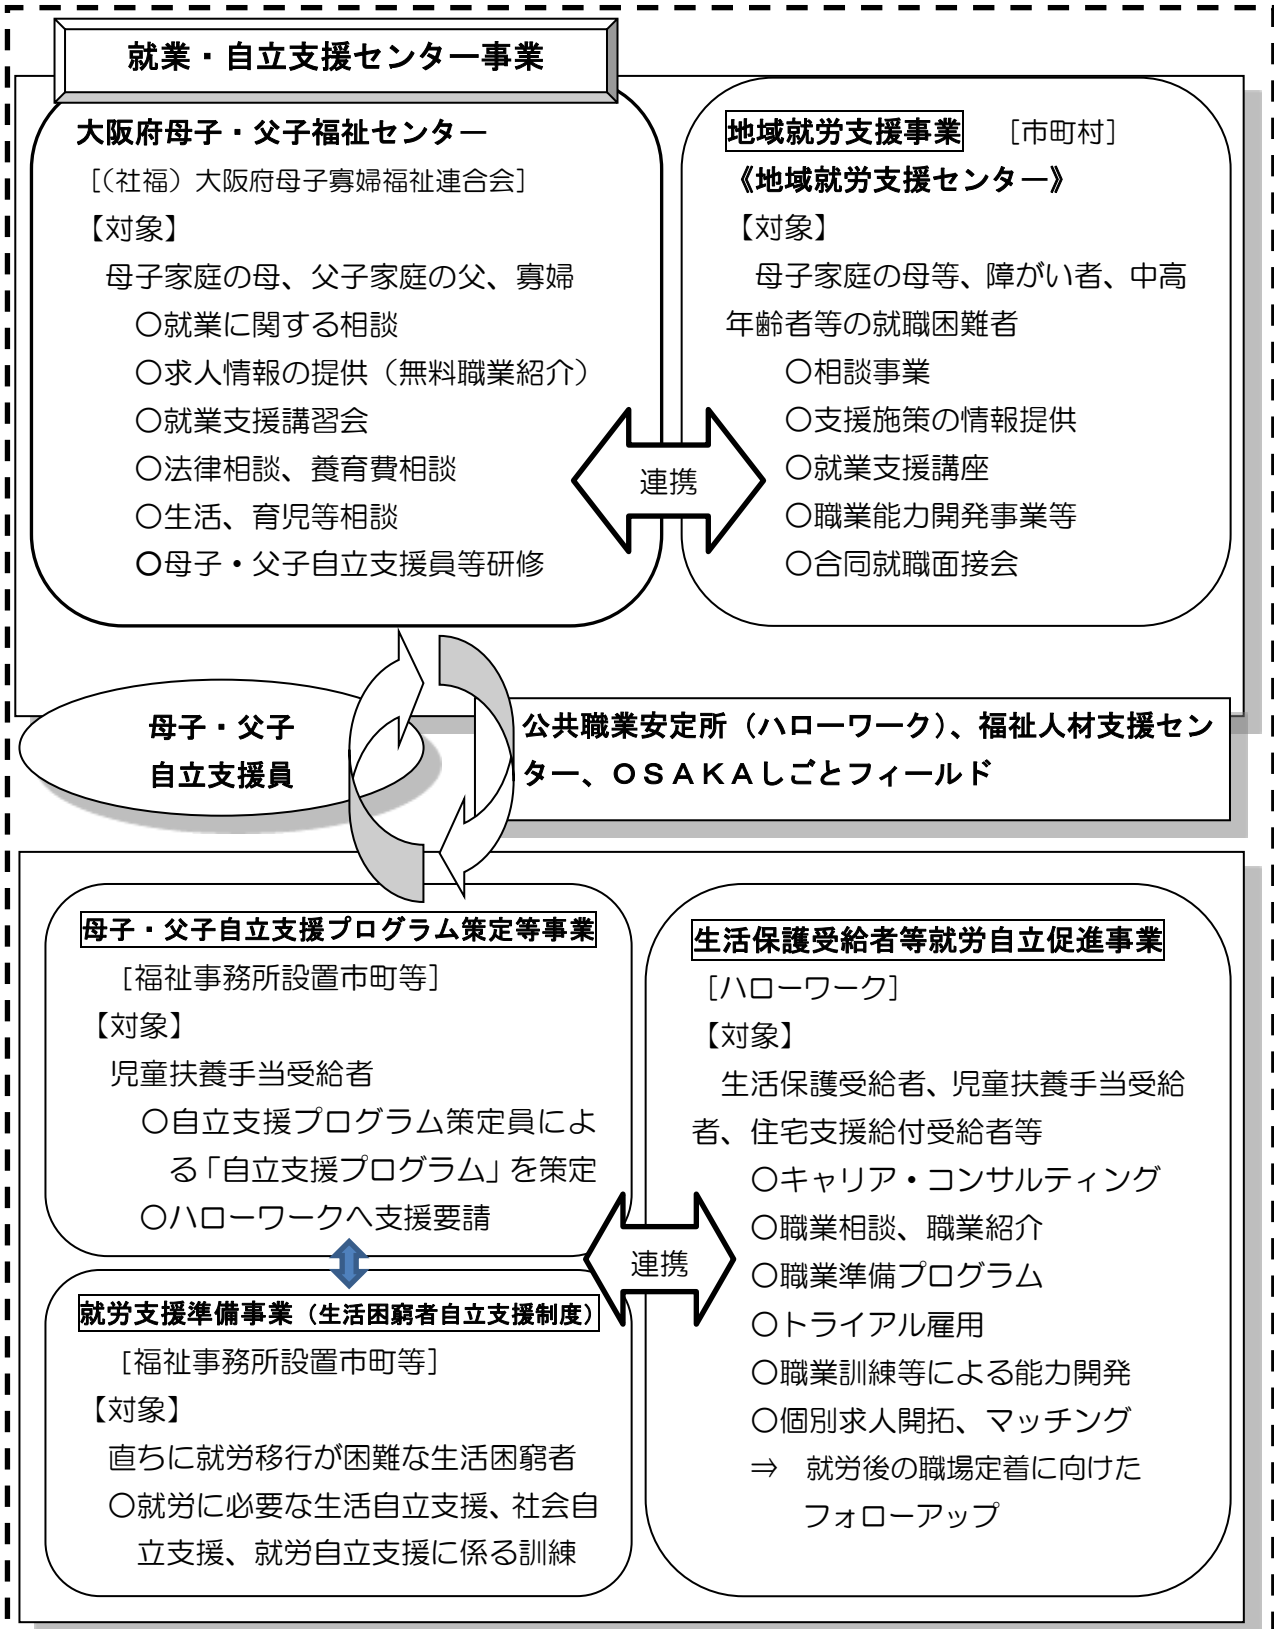 就業・自立支援センター事業
大阪府母子・父子福祉センター
［（社福）大阪府母子寡婦福祉連合会］
【対象】
母子家庭の母、父子家庭の父、寡婦
〇就業に関する相談
〇求人情報の提供（無料職業紹介）
〇就業支援講習会
〇法律相談、養育費相談
〇生活、育児等相談
〇母子・父子自立支援員等研修
連携
地域就労支援事業　［市町村］
《地域就労支援センター》
【対象】
母子家庭の母等、障がい者、中高
年齢者等の就職困難者
〇相談事業
〇支援施策の情報提供
〇就業支援講座
〇職業能力開発事業等
〇合同就職面接会
母子・父子
自立支援員
公共職業安定所（ハローワーク）、福祉人材支援セン
ター、ＯＳＡＫＡしごとフィールド
母子・父子自立支援プログラム策定等事業
［福祉事務所設置市町等］
【対象】
児童扶養手当受給者
〇自立支援プログラム策定員によ
る「自立支援プログラム」を策定
〇ハローワークへ支援要請
就労支援準備事業（生活困窮者自立支援制度）
［福祉事務所設置市町等］
【対象】
直ちに就労移行が困難な生活困窮者
〇就労に必要な生活自立支援、社会自
立支援、就労自立支援に係る訓練
連携
生活保護受給者等就労自立促進事業
［ハローワーク］
【対象】
生活保護受給者、児童扶養手当受給
者、住宅支援給付受給者等
〇キャリア・コンサルティング
〇職業相談、職業紹介
〇職業準備プログラム
〇トライアル雇用
〇職業訓練等による能力開発
〇個別求人開拓、マッチング
⇒　就労後の職場定着に向けた
フォローアップ